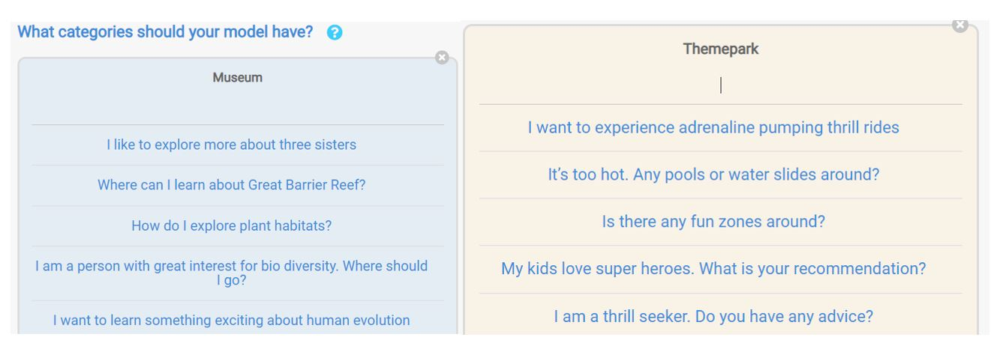 What categories should your model have? ?
Museum
I like to explore more about three sisters
Where can I learn about Great Barrier Reef?
How do I explore plant habitats?
I am a person with great interest for bio diversity. Where should
I go?
I want to learn something exciting about human evolution
Themepark
I want to experience adrenaline pumping thrill rides
It’s too hot. Any pools or water slides around?
Is there any fun zones around?
My kids love super heroes. What is your recommendation?
I am a thrill seeker. Do you have any advice?